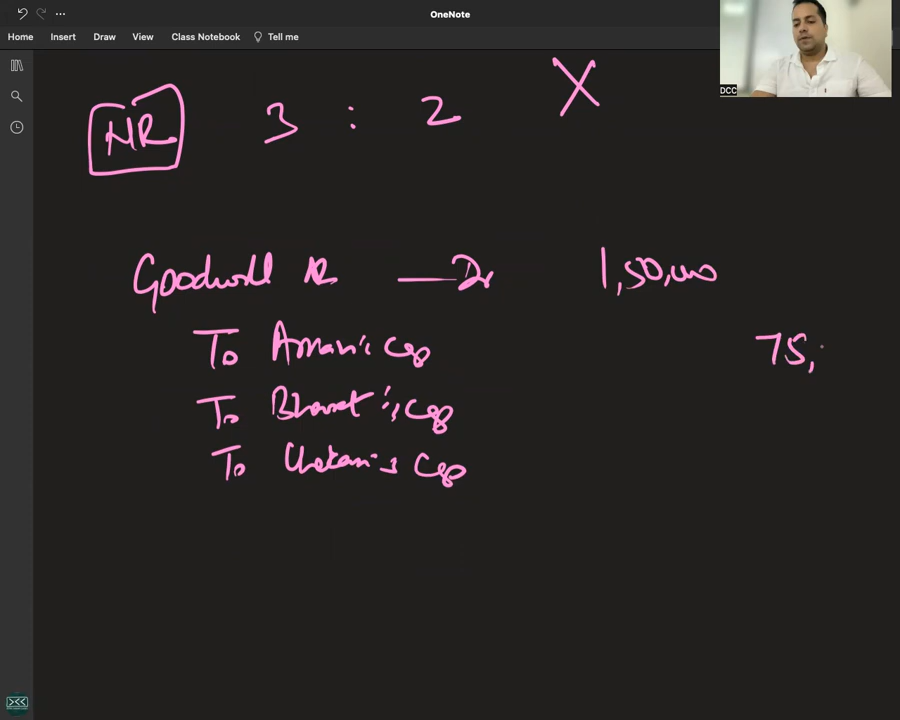 OneNote
Home Insert Draw View Class Notebook Tell me
DCC
NR 3 : 2 X
Goodwill A/c —Dr 1,50,000
To Aman's Cap 75,
To Bharat's Cap
To Chetan's Cap